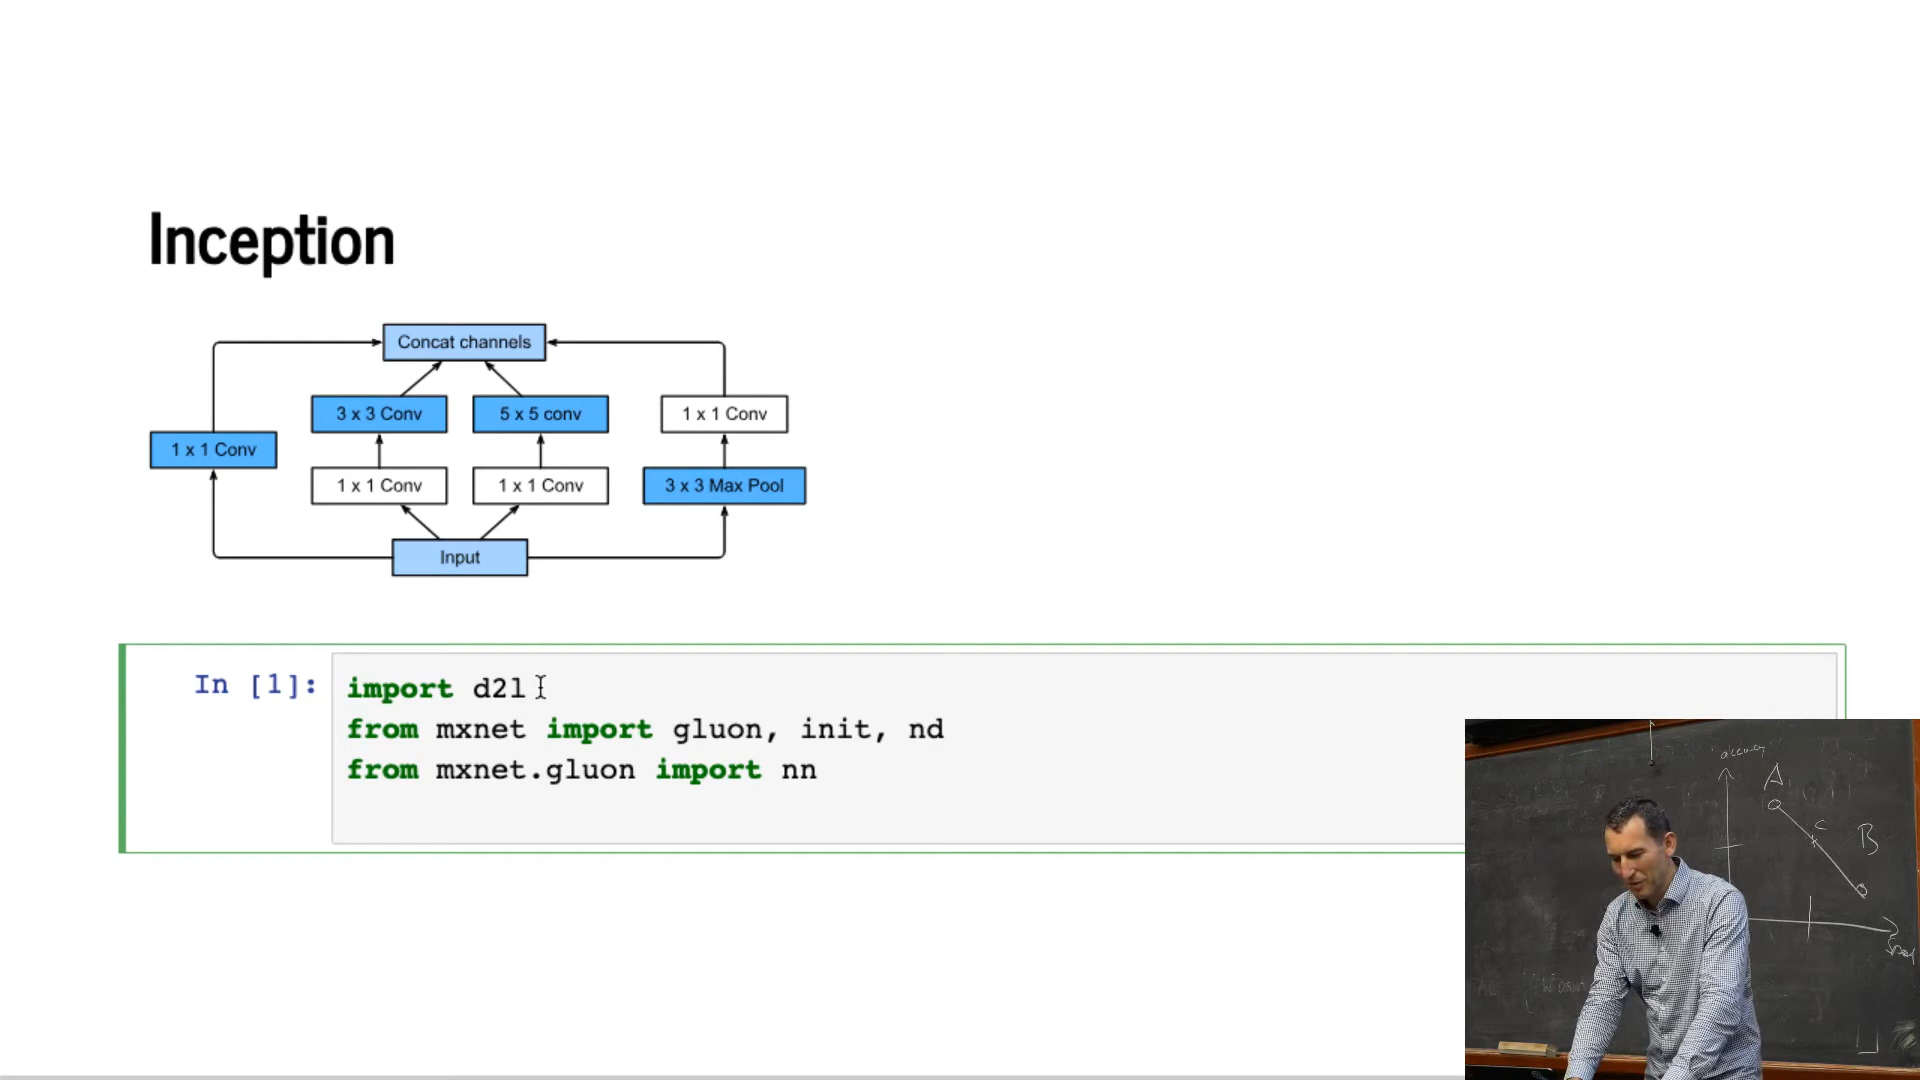 Inception
Concat channels
3 x 3 Conv
5 x 5 conv
1 x 1 Conv
1 x 1 Conv
1 x 1 Conv
1 x 1 Conv
3 x 3 Max Pool
Input
In [1]:
import d2l
from mxnet import gluon, init, nd
from mxnet.gluon import nn
A
C
B